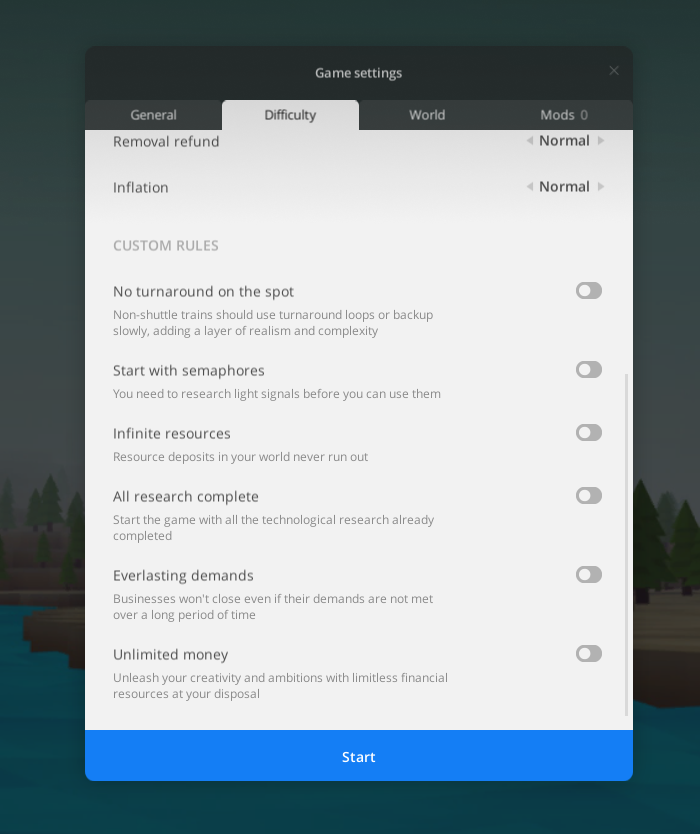 Game settings
General
Difficulty
World
Mods 0
Removal refund
Normal
Inflation
Normal
CUSTOM RULES
No turnaround on the spot
Non-shuttle trains should use turnaround loops or backup
slowly, adding a layer of realism and complexity
Start with semaphores
You need to research light signals before you can use them
Infinite resources
Resource deposits in your world never run out
All research complete
Start the game with all the technological research already
completed
Everlasting demands
Businesses won't close even if their demands are not met
over a long period of time
Unlimited money
Unleash your creativity and ambitions with limitless financial
resources at your disposal
Start